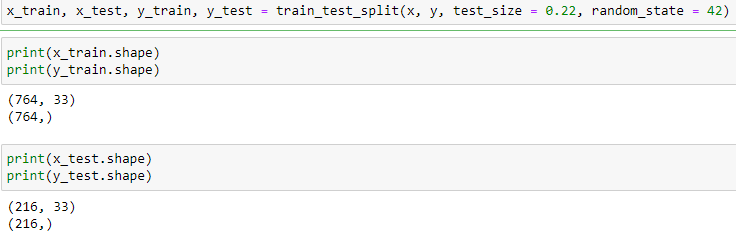 x_train, x_test, y_train, y_test = train_test_split(x, y, test_size = 0.22, random_state = 42)
print(x_train.shape)
print(y_train.shape)
(764, 33)
(764,)
print(x_test.shape)
print(y_test.shape)
(216, 33)
(216,)